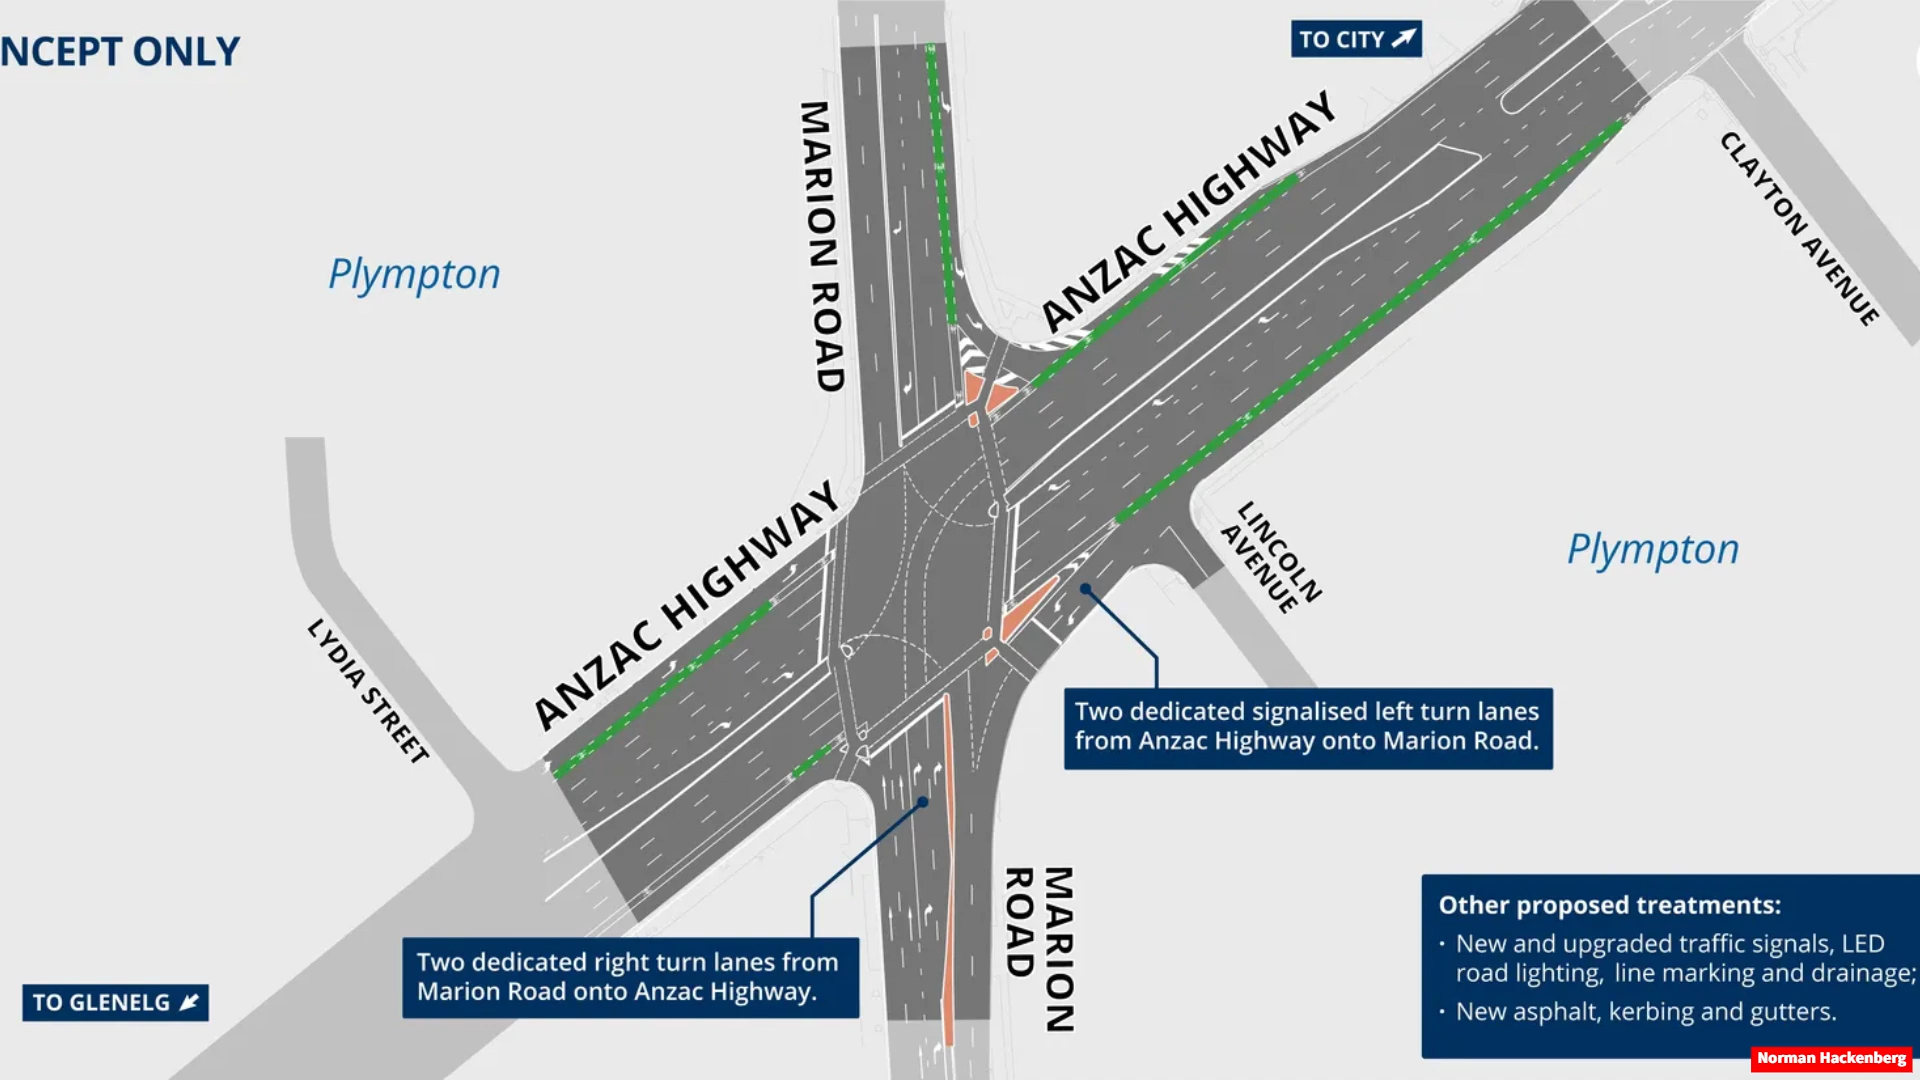 NCEPT ONLY
TO CITY
MARION ROAD
ANZAC HIGHWAY
CLAYTON AVENUE
Plympton
ANZAC HIGHWAY
LINCOLN
AVENUE
Plympton
LYDIA STREET
Two dedicated signalised left turn lanes
from Anzac Highway onto Marion Road.
MARION
ROAD
Two dedicated right turn lanes from
Marion Road onto Anzac Highway.
TO GLENELG
Other proposed treatments:
· New and upgraded traffic signals, LED
road lighting, line marking and drainage;
· New asphalt, kerbing and gutters.
Norman Hackenberg